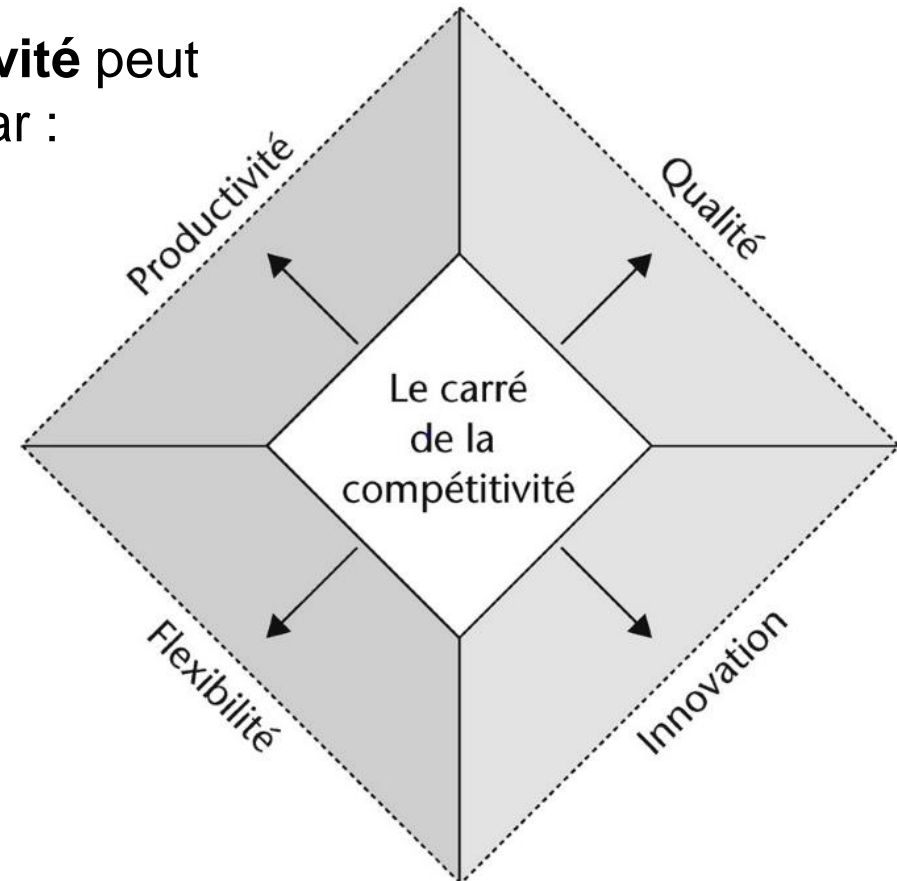 vité peut
ar :
Productivité
Qualité
Le carré
de la
compétitivité
Flexibilité
Innovation